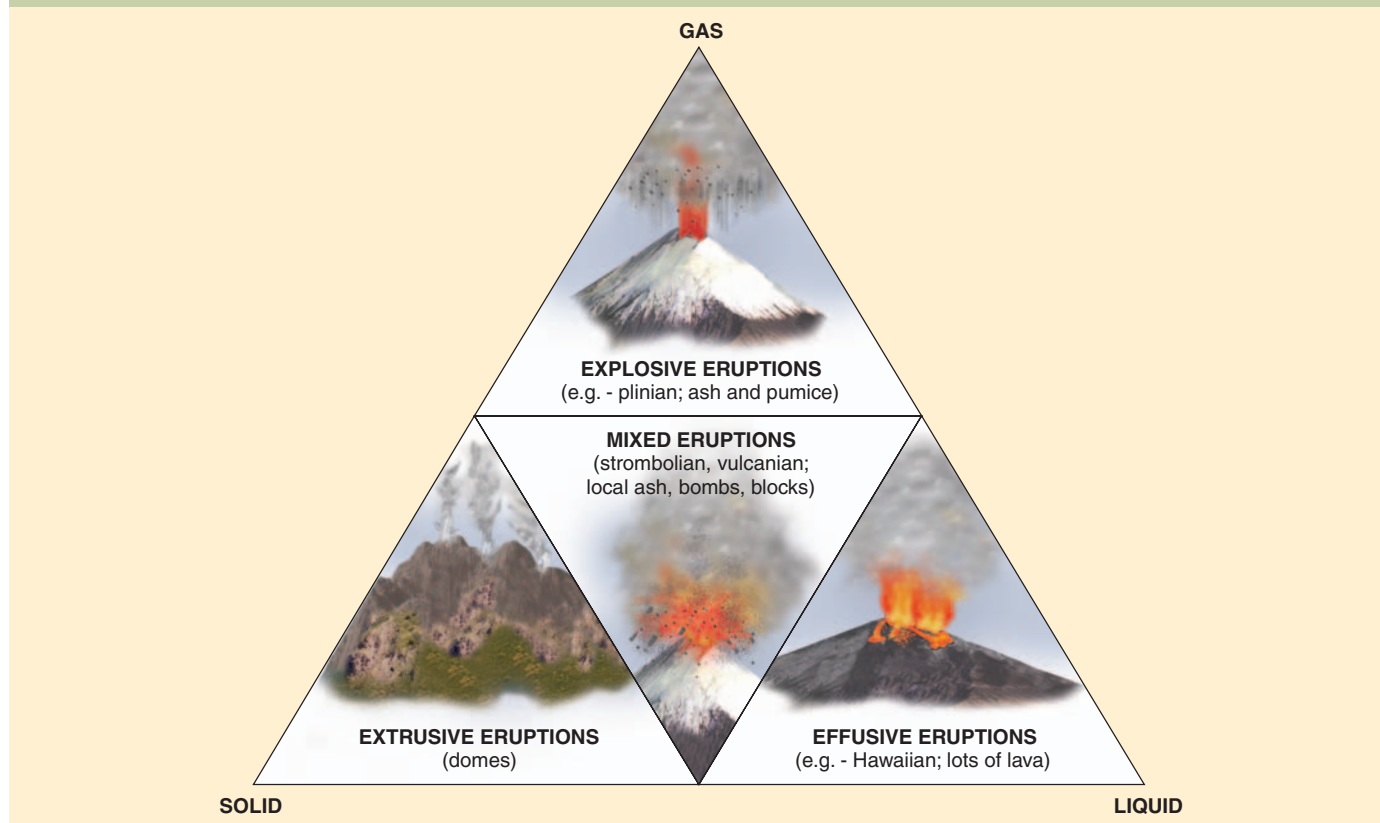 GAS
EXPLOSIVE ERUPTIONS
(e.g. - plinian; ash and pumice)
MIXED ERUPTIONS
(strombolian, vulcanian;
local ash, bombs, blocks)
EXTRUSIVE ERUPTIONS
(domes)
EFFUSIVE ERUPTIONS
(e.g. - Hawaiian; lots of lava)
SOLID
LIQUID